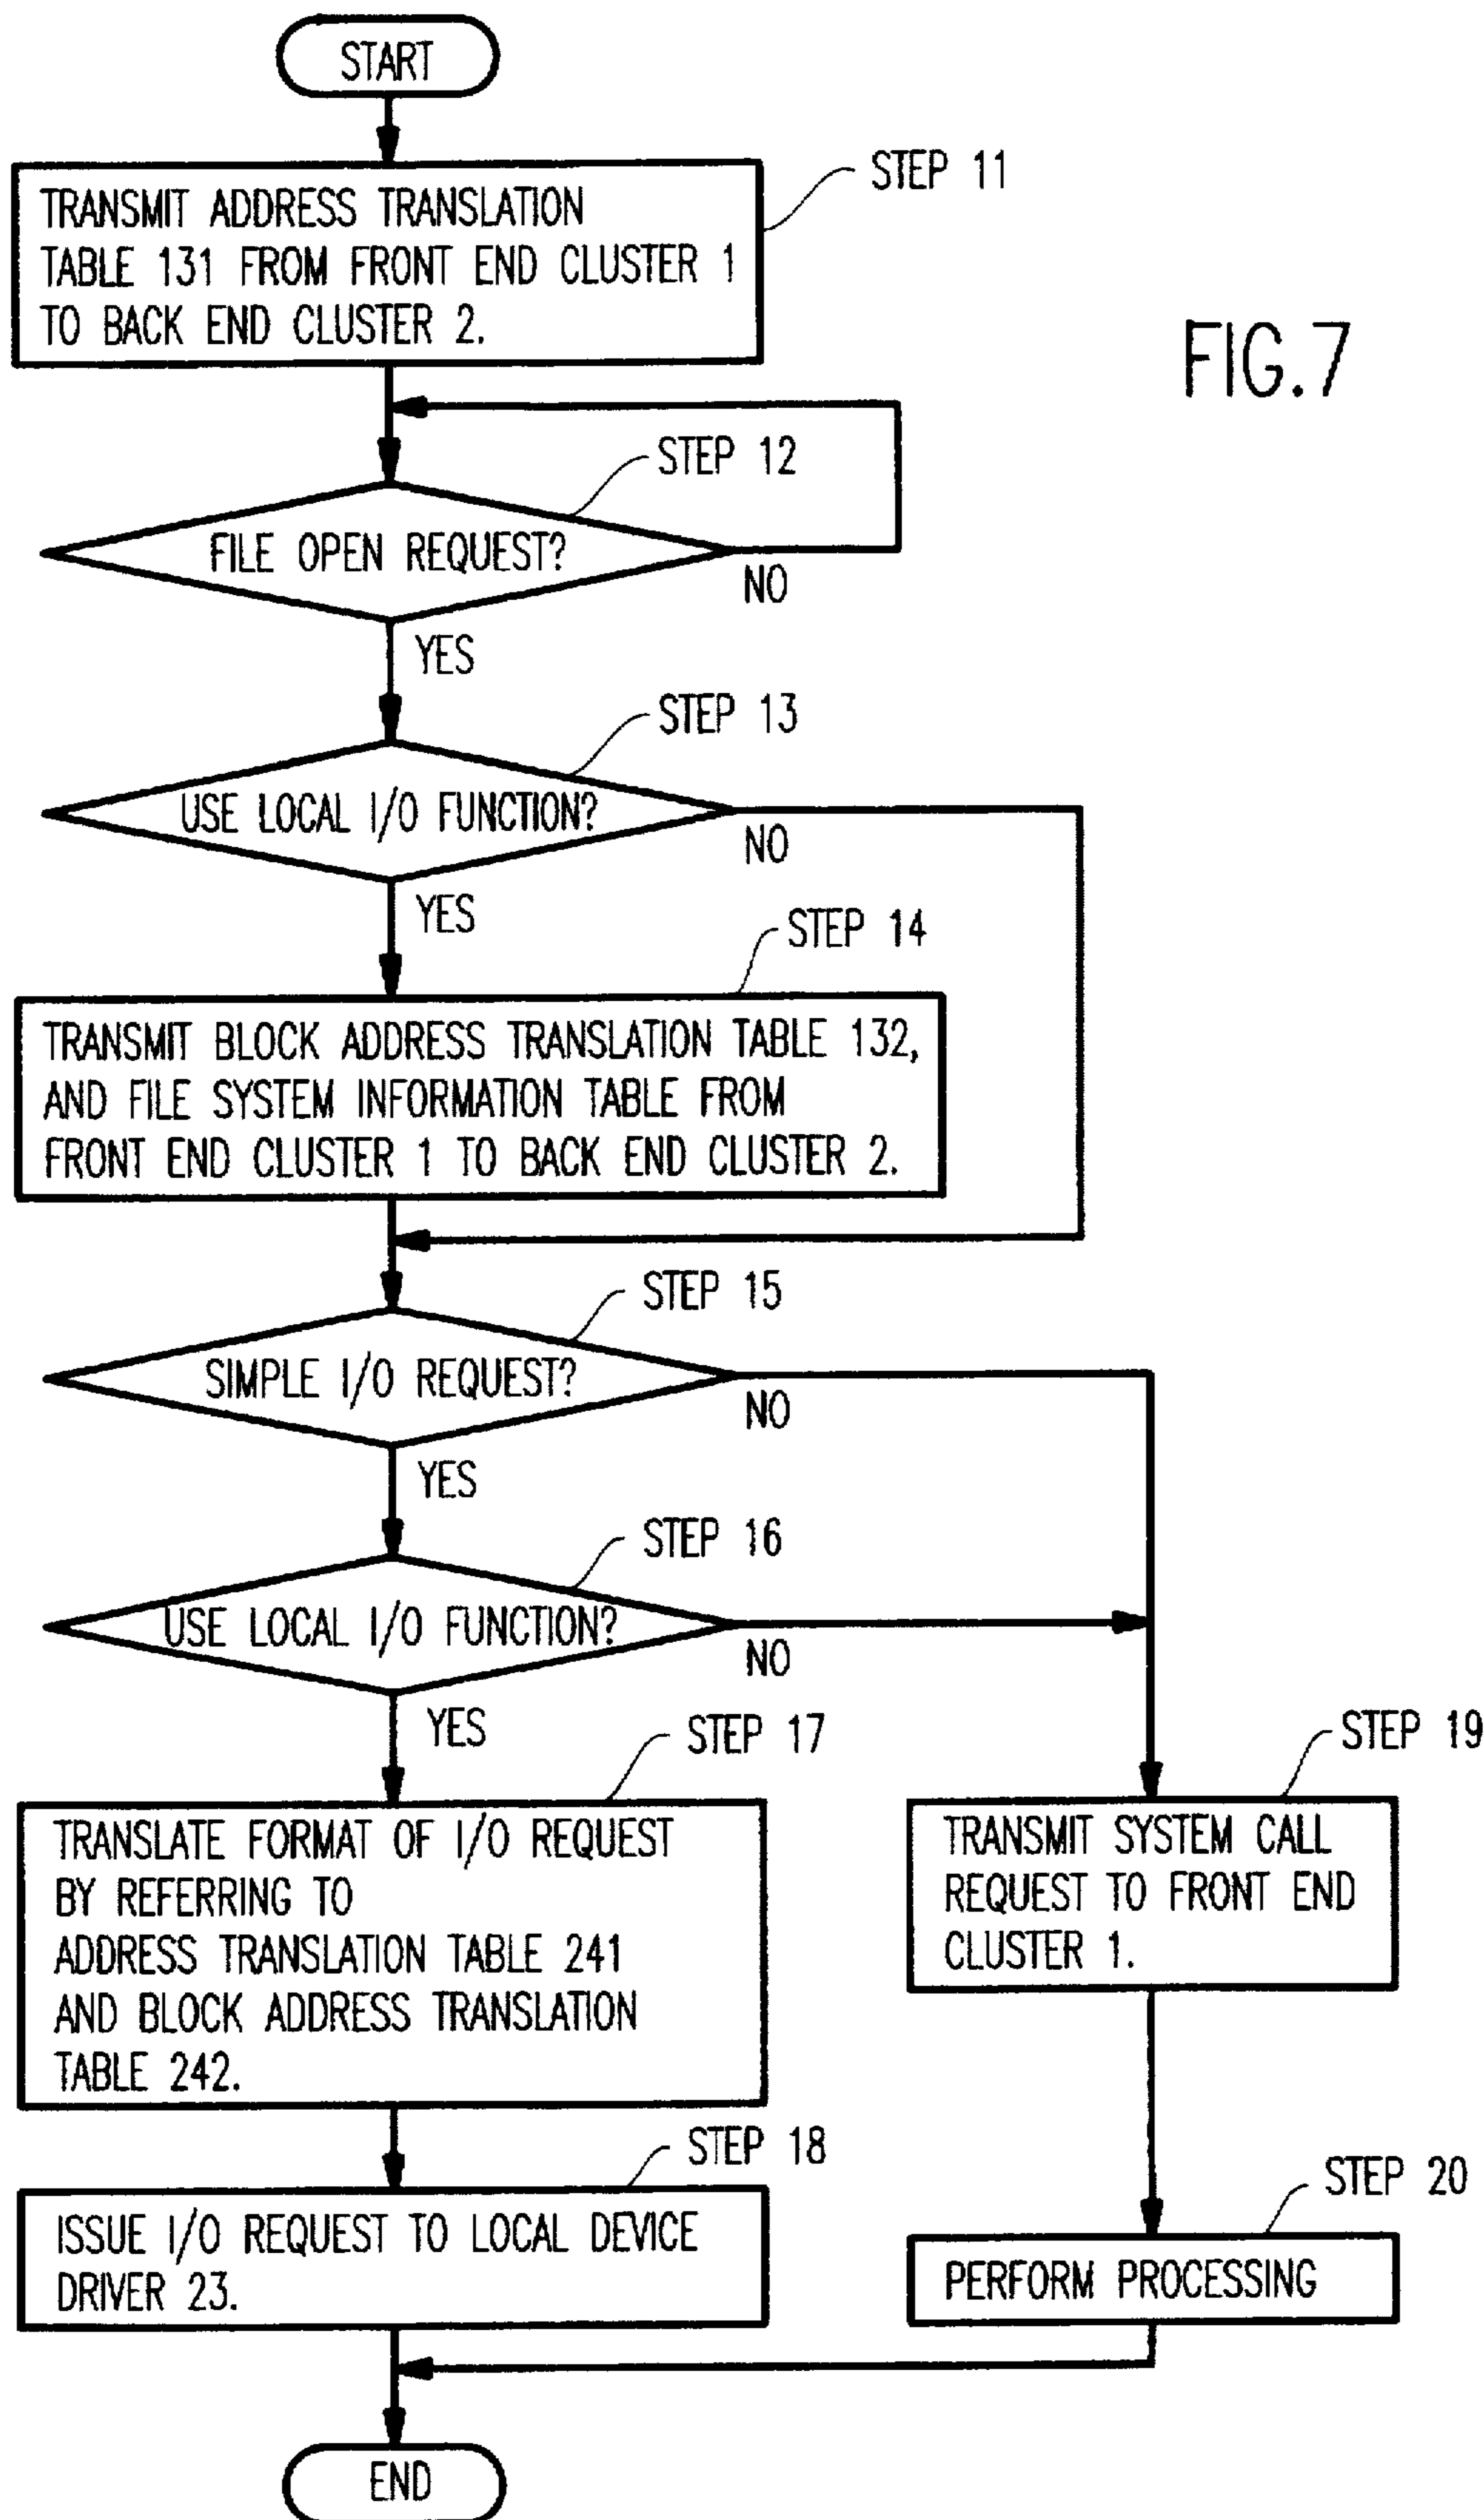 START
STEP 11
TRANSMIT ADDRESS TRANSLATION
TABLE 131 FROM FRONT END CLUSTER 1
TO BACK END CLUSTER 2.
FIG.7
STEP 12
FILE OPEN REQUEST?
NO
YES
STEP 13
USE LOCAL I/O FUNCTION?
NO
YES
STEP 14
TRANSMIT BLOCK ADDRESS TRANSLATION TABLE 132,
AND FILE SYSTEM INFORMATION TABLE FROM
FRONT END CLUSTER 1 TO BACK END CLUSTER 2.
STEP 15
SIMPLE I/O REQUEST?
NO
YES
STEP 16
USE LOCAL I/O FUNCTION?
NO
YES
STEP 17
TRANSLATE FORMAT OF I/O REQUEST
BY REFERRING TO
ADDRESS TRANSLATION TABLE 241
AND BLOCK ADDRESS TRANSLATION
TABLE 242.
STEP 19
TRANSMIT SYSTEM CALL
REQUEST TO FRONT END
CLUSTER 1.
STEP 18
ISSUE I/O REQUEST TO LOCAL DEVICE
DRIVER 23.
STEP 20
PERFORM PROCESSING
END